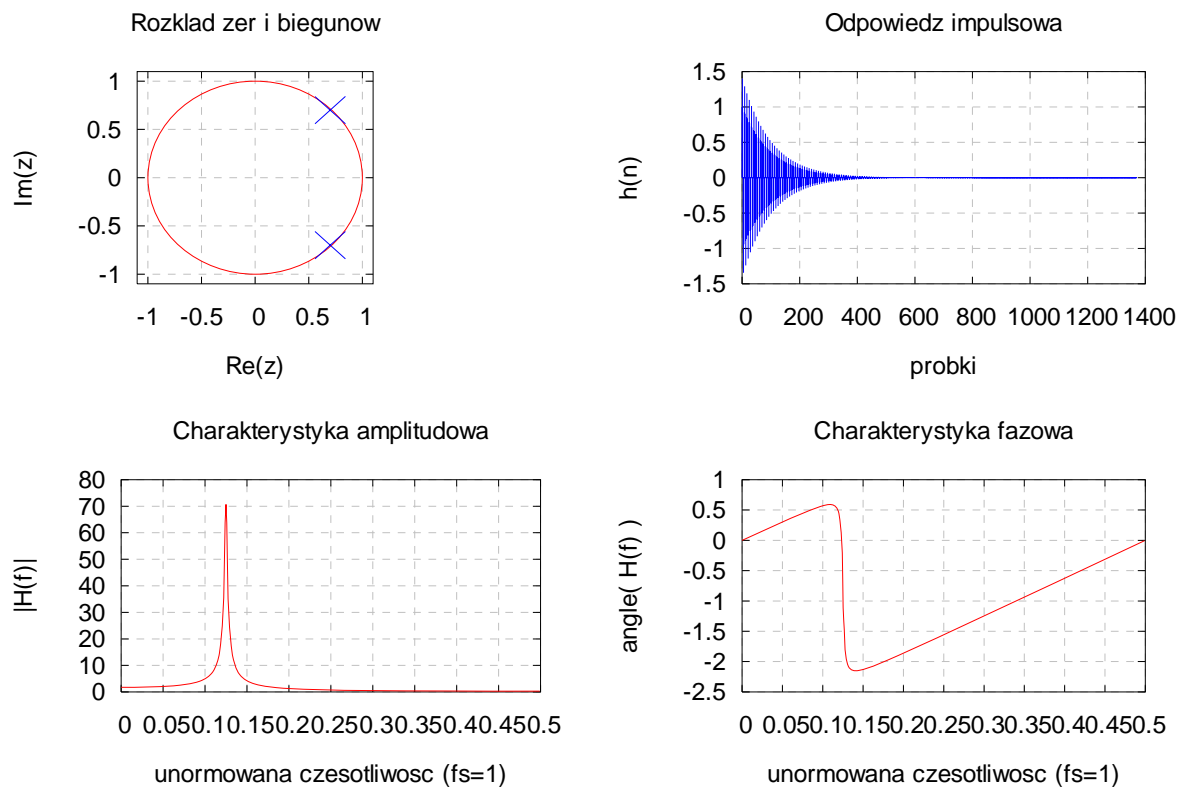 Rozklad zer i biegunow
1
0.5
0
-0.5
-1
Im(z)
-1 -0.5 0 0.5 1
Re(z)
Odpowiedz impulsowa
1.5
1
0.5
0
-0.5
-1
-1.5
h(n)
0 200 400 600 800 1000 1200 1400
probki
Charakterystyka amplitudowa
80
70
60
50
40
30
20
10
0
|H(f)|
0 0.050.10.150.20.250.30.350.40.450.5
unormowana czesotliwosc (fs=1)
Charakterystyka fazowa
1
0.5
0
-0.5
-1
-1.5
-2
-2.5
angle( H(f) )
0 0.050.10.150.20.250.30.350.40.450.5
unormowana czesotliwosc (fs=1)